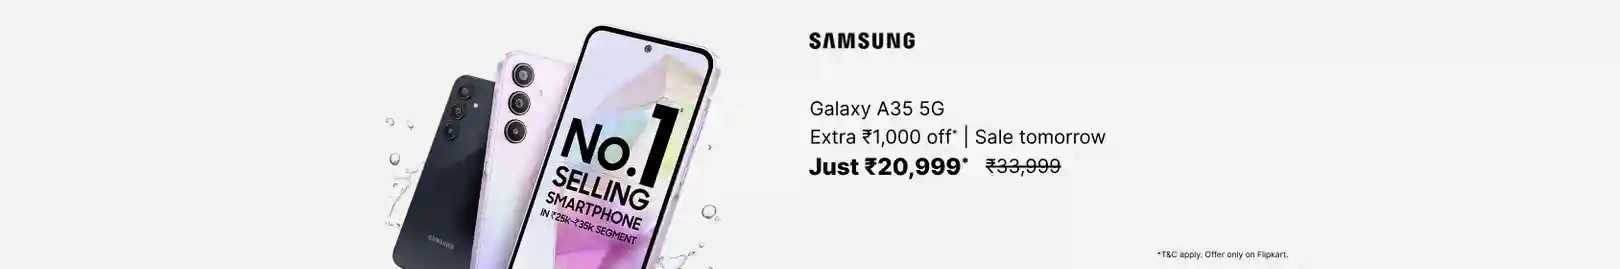 No.1
SELLING
SMARTPHONE
IN ₹25K-₹35K SEGMENT
SAMSUNG
SAMSUNG
Galaxy A35 5G
Extra ₹1,000 off* | Sale tomorrow
Just ₹20,999* ₹33,999
*T&C apply. Offer only on Flipkart.